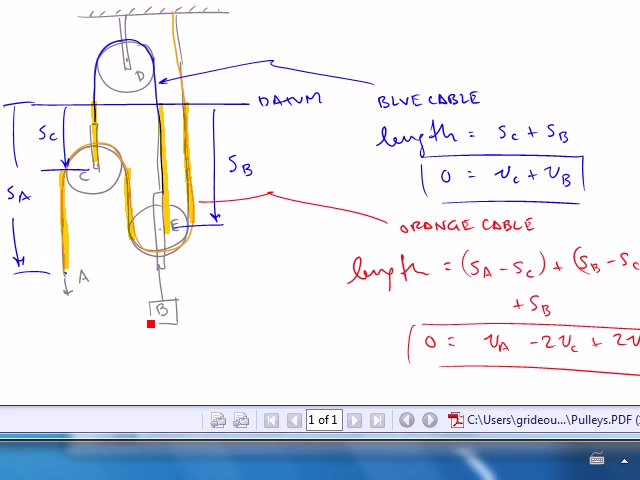 D
DATUM
BLUE CABLE
length = SC + SB
0 = VC + VB
SC
SA
SB
C
E
ORANGE CABLE
length = (SA - SC) + (SB - SC
+ SB
0 = VA - 2VC + 2V
A
B
1 of 1
C:\Users\grideou...\Pulleys.PDF (